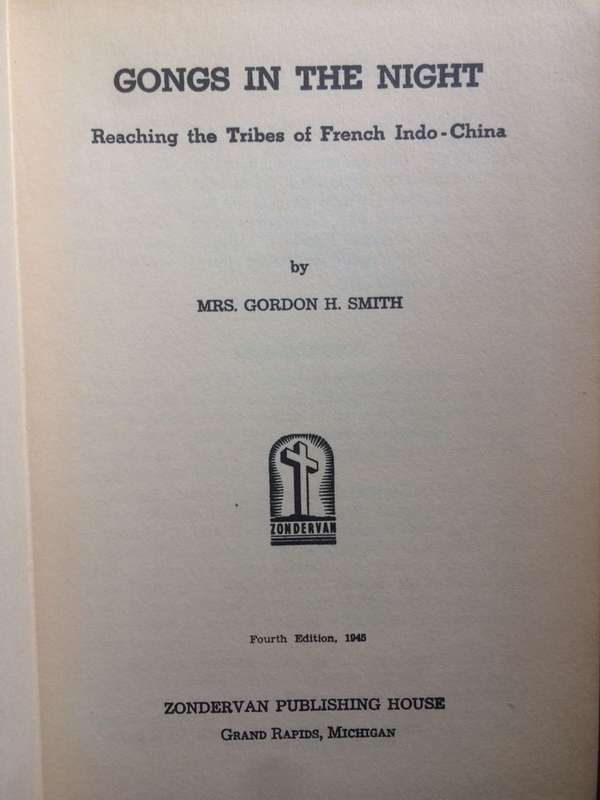 GONGS IN THE NIGHT
Reaching the Tribes of French Indo-China
by
MRS. GORDON H. SMITH
ZONDERVAN
Fourth Edition, 1945
ZONDERVAN PUBLISHING HOUSE
GRAND RAPIDS, MICHIGAN